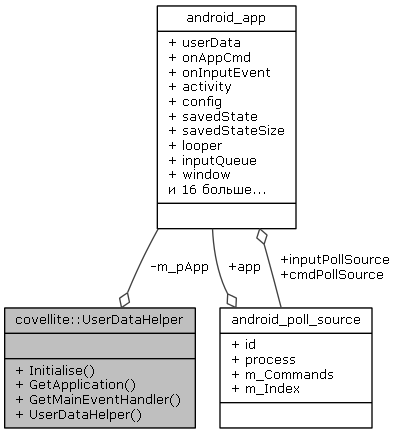 android_app
+ userData
+ onAppCmd
+ onInputEvent
+ activity
+ config
+ savedState
+ savedStateSize
+ looper
+ inputQueue
+ window
и 16 больше...
-m_pApp
+app
+inputPollSource
+cmdPollSource
covellite::UserDataHelper
+ Initialise()
+ GetApplication()
+ GetMainEventHandler()
+ UserDataHelper()
android_poll_source
+ id
+ process
+ m_Commands
+ m_Index